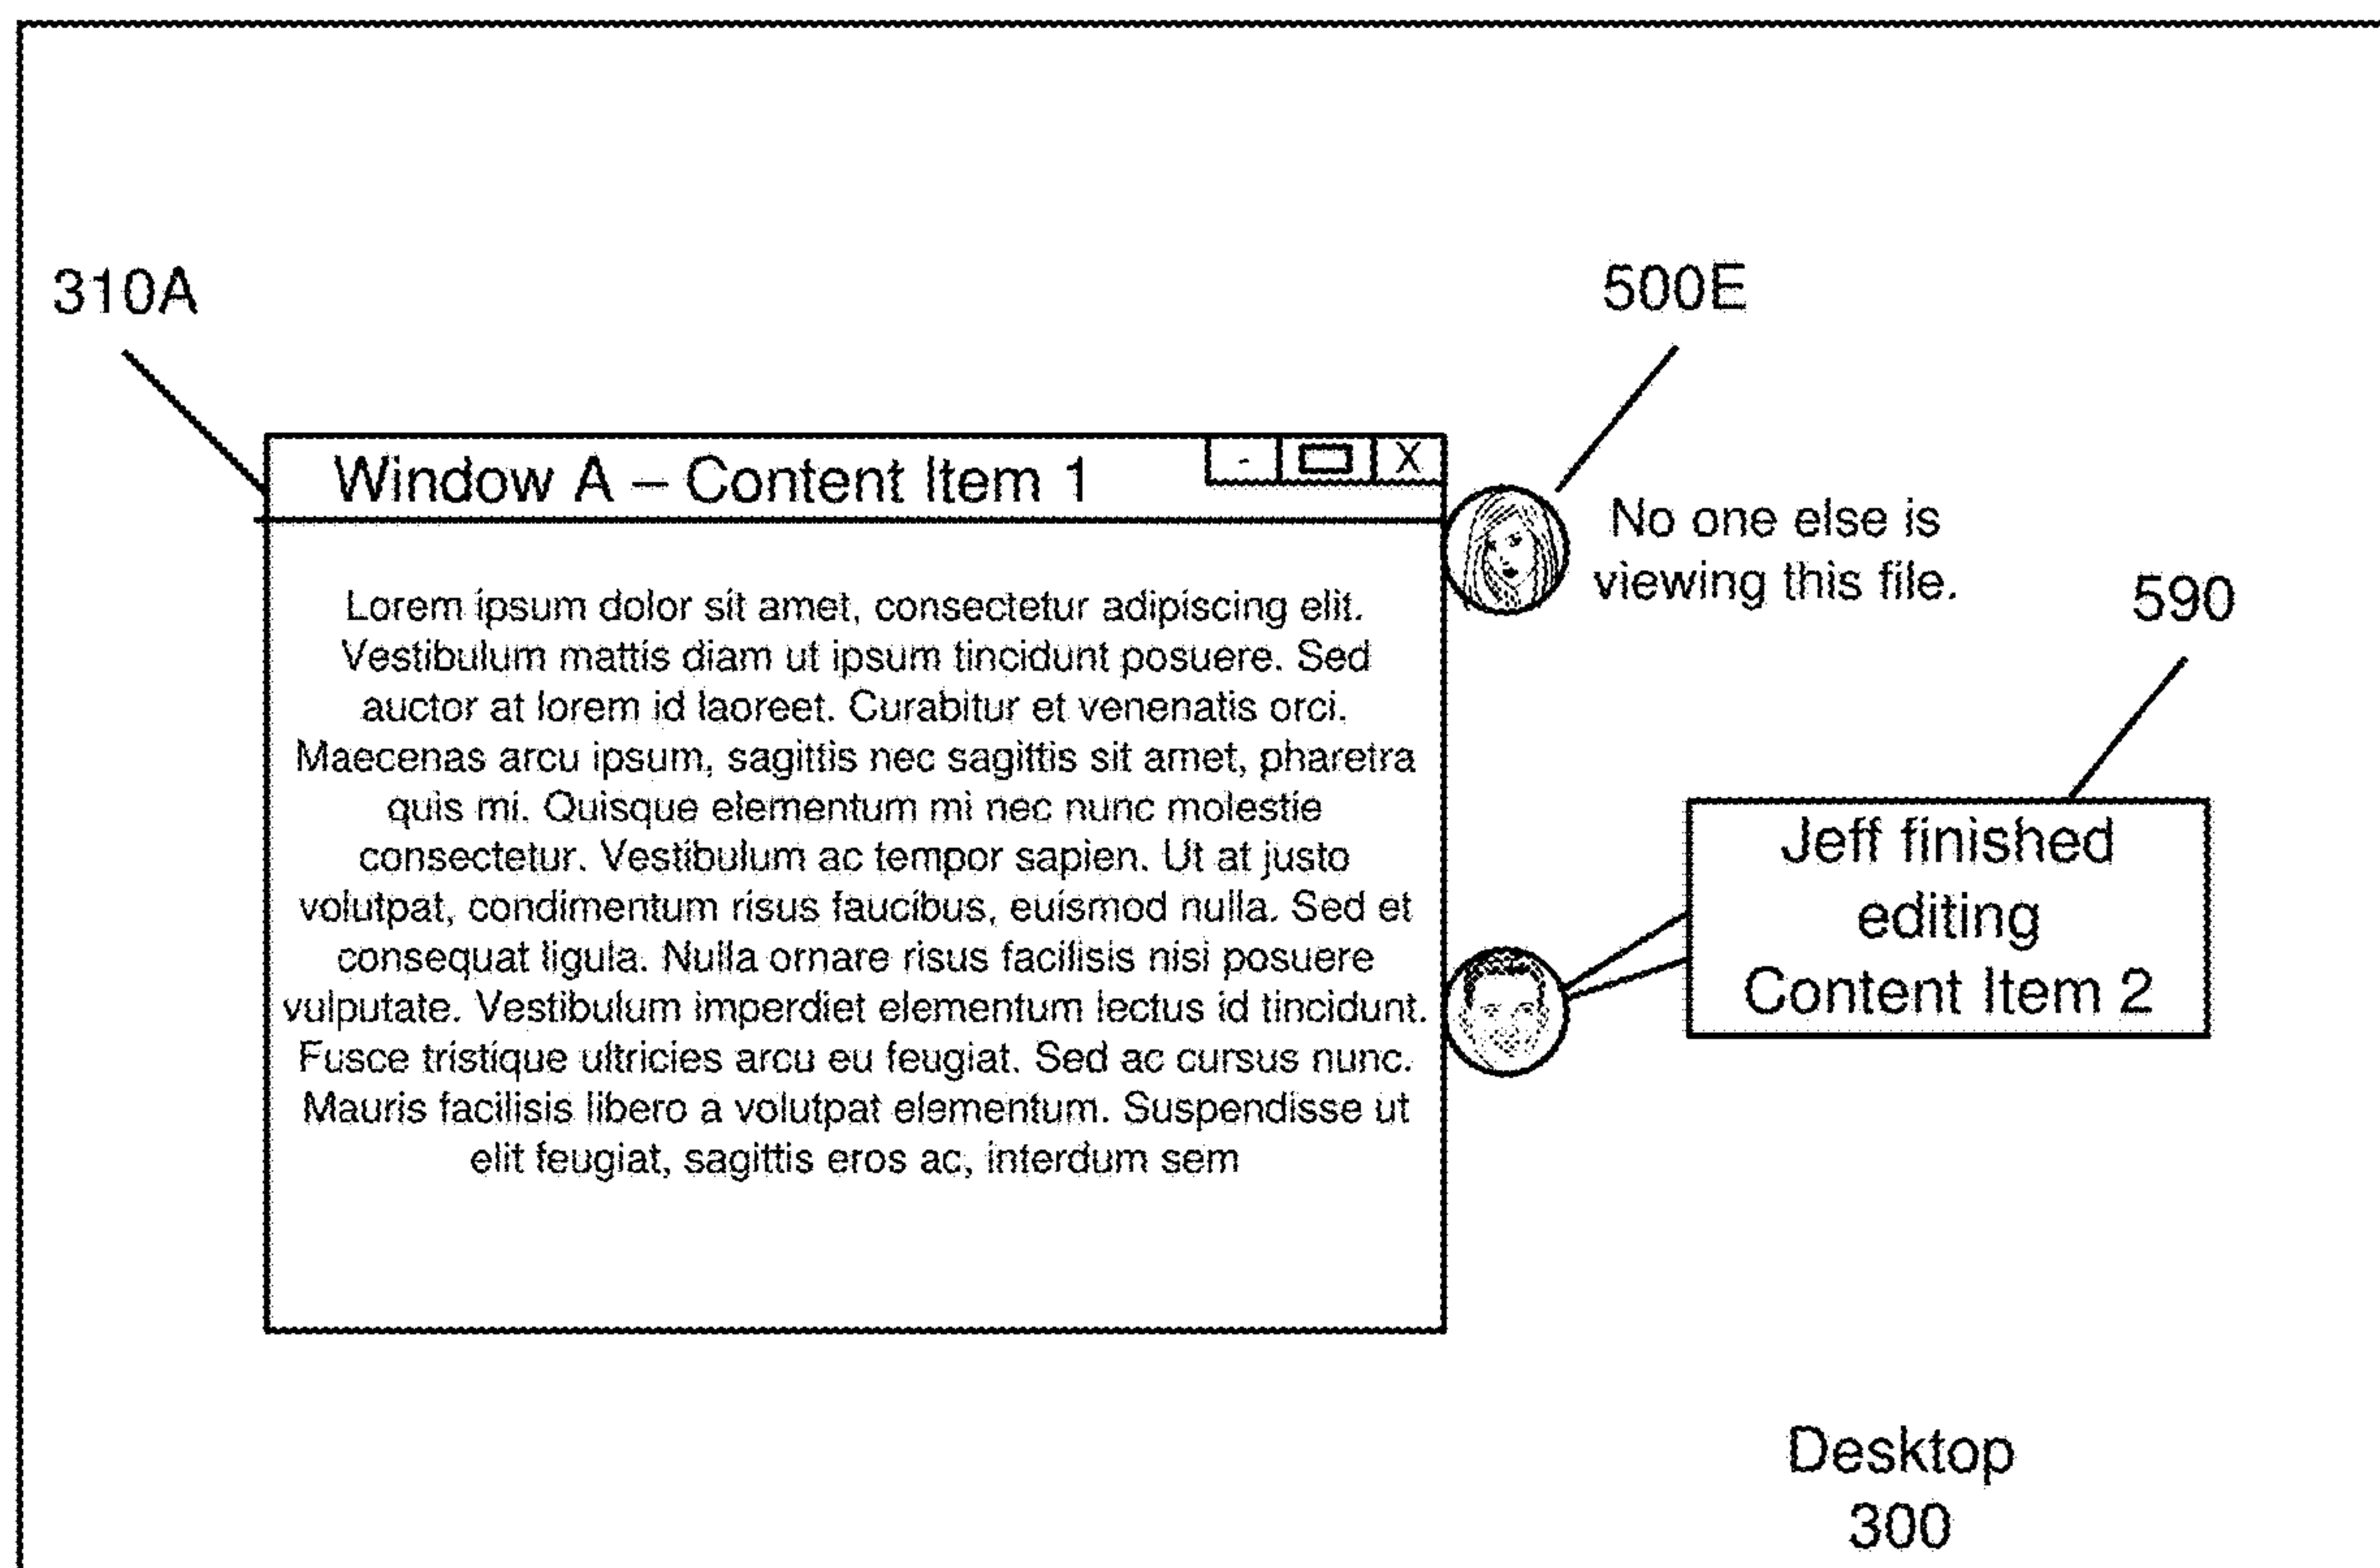 310A
500E
Window A – Content Item 1
- X
No one else is
viewing this file.
590
Lorem ipsum dolor sit amet, consectetur adipiscing elit.
Vestibulum mattis diam ut ipsum tincidunt posuere. Sed
auctor at lorem id laoreet. Curabitur et venenatis orci.
Maecenas arcu ipsum, sagittis nec sagittis sit amet, pharetra
quis mi. Quisque elementum mi nec nunc molestie
consectetur. Vestibulum ac tempor sapien. Ut at justo
volutpat, condimentum risus faucibus, euismod nulla. Sed et
consequat ligula. Nulla ornare risus facilisis nisi posuere
vulputate. Vestibulum imperdiet elementum lectus id tincidunt.
Fusce tristique ultricies arcu eu feugiat. Sed ac cursus nunc.
Mauris facilisis libero a volutpat elementum. Suspendisse ut
elit feugiat, sagittis eros ac, interdum sem
Jeff finished
editing
Content Item 2
Desktop
300